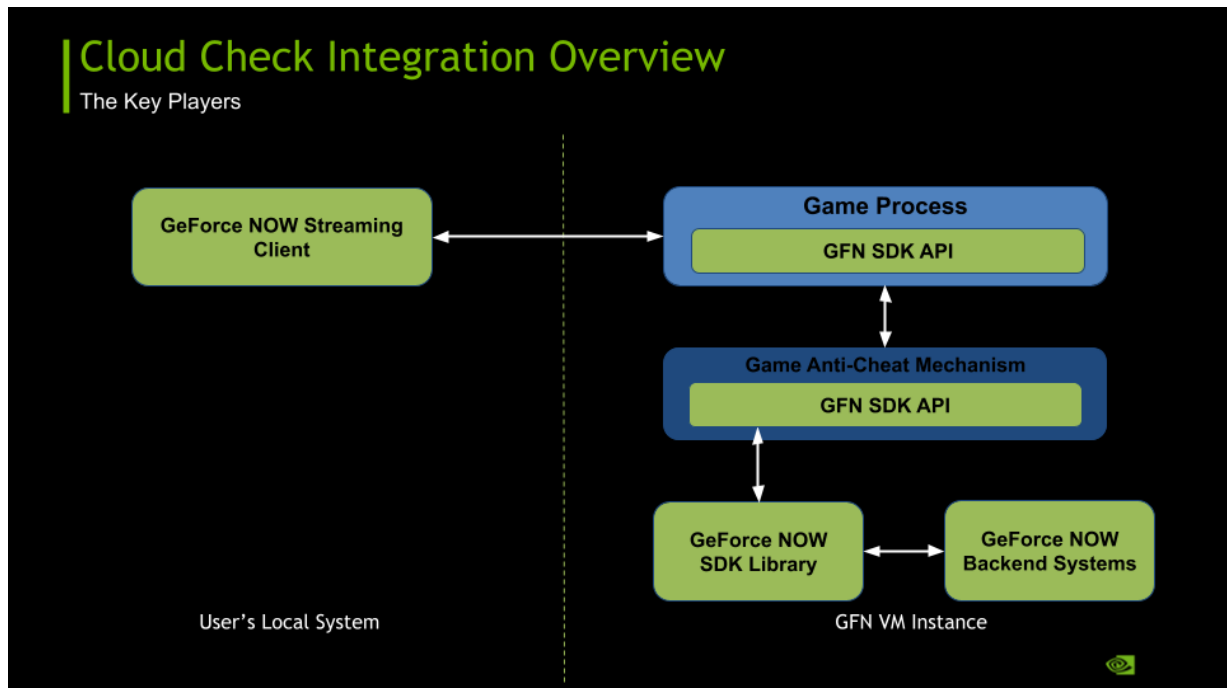 Cloud Check Integration Overview
The Key Players
GeForce NOW Streaming
Client
Game Process
GFN SDK API
Game Anti-Cheat Mechanism
GFN SDK API
GeForce NOW
SDK Library
GeForce NOW
Backend Systems
User’s Local System
GFN VM Instance